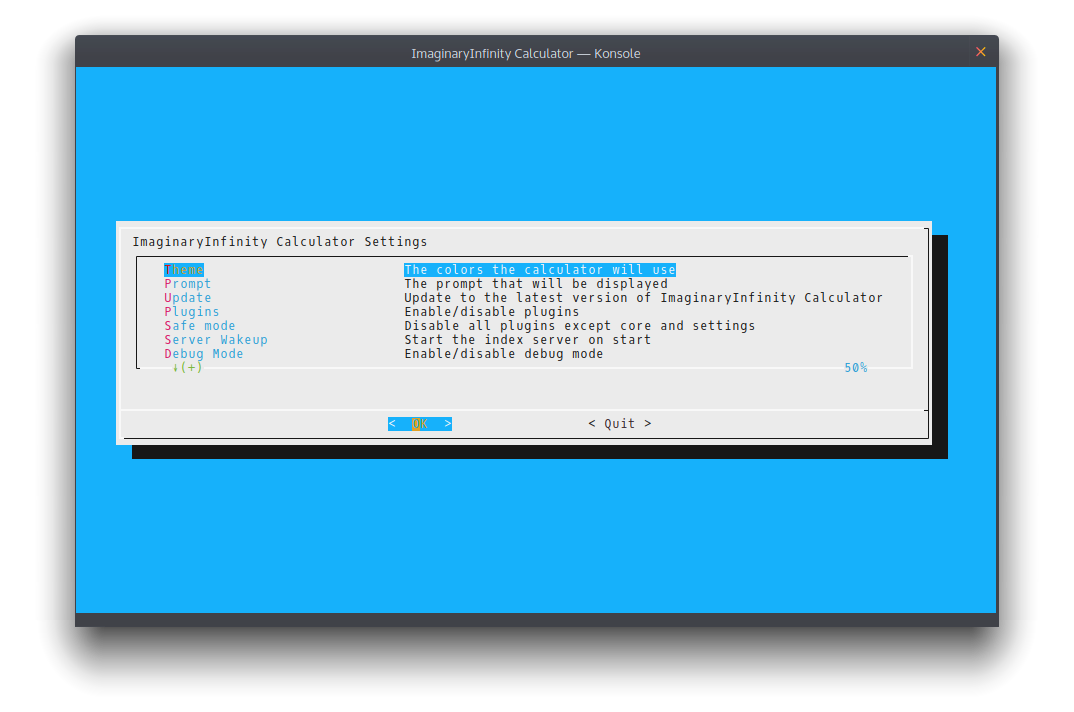 ImaginaryInfinity Calculator — Konsole
ImaginaryInfinity Calculator Settings
Theme The colors the calculator will use
Prompt The prompt that will be displayed
Update Update to the latest version of ImaginaryInfinity Calculator
Plugins Enable/disable plugins
Safe mode Disable all plugins except core and settings
Server Wakeup Start the index server on start
Debug Mode Enable/disable debug mode
↓(+) 50%
< OK > < Quit >